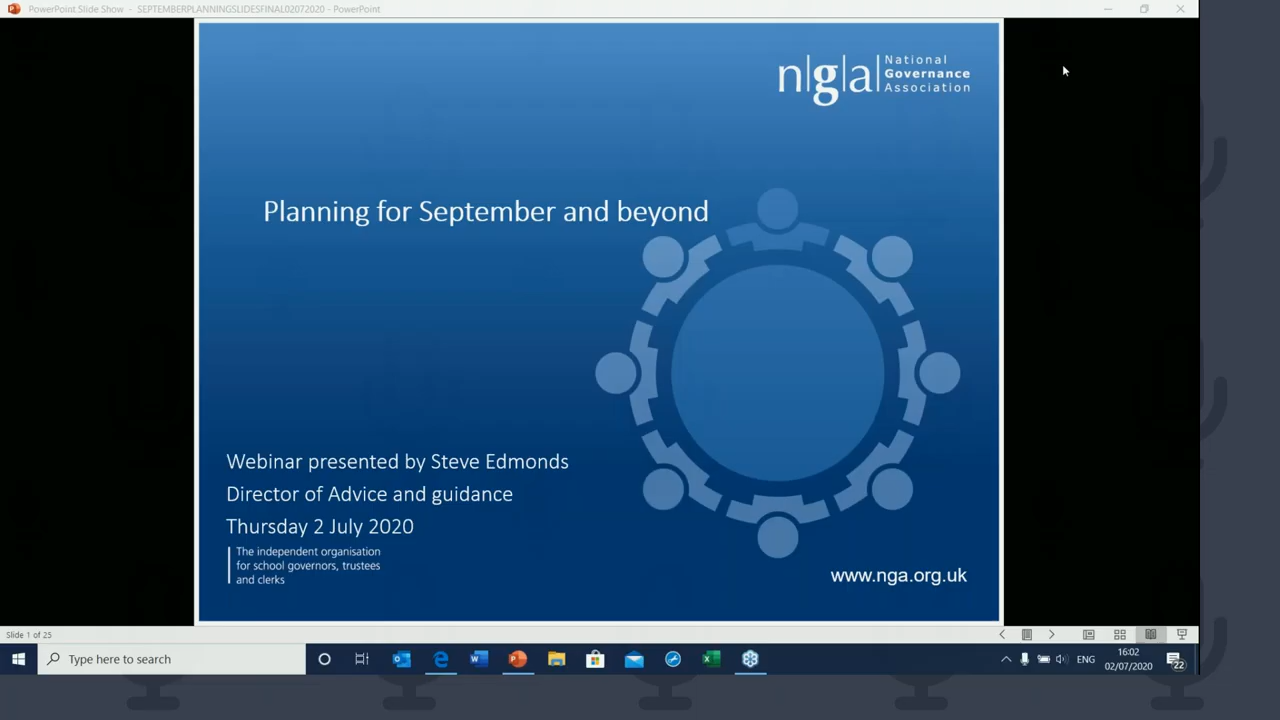 PowerPoint Slide Show - SEPTEMBERPLANNINGSLIDESFINAL02072020 - PowerPoint
n|g|a|
National
Governance
Association
Planning for September and beyond
Webinar presented by Steve Edmonds
Director of Advice and guidance
Thursday 2 July 2020
The independent organisation
for school governors, trustees
and clerks
www.nga.org.uk
Slide 1 of 25
Type here to search
ENG
16:02
02/07/2020
22